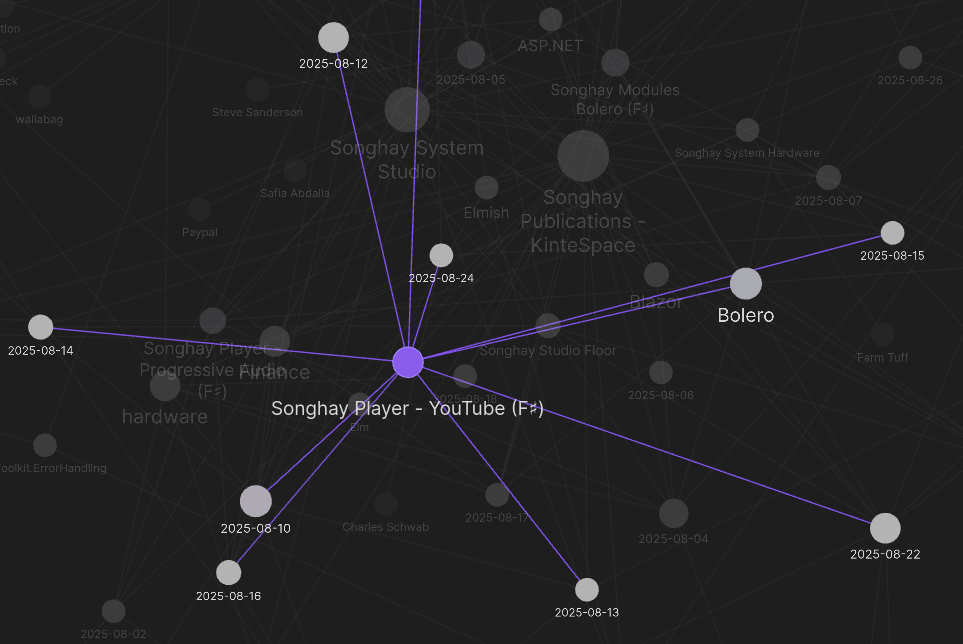 tion
2025-08-12
ASP.NET
2025-08-05
2025-08-26
eck
Songhay Modules
Bolero (F♯)
wallabag
Steve Sanderson
Songhay System
Studio
Songhay System Hardware
Safia Abdalla
2025-08-07
Songhay
Publications -
KinteSpace
Elmish
Paypal
2025-08-15
2025-08-24
Blazor
Bolero
2025-08-14
Songhay Player -
Progressive Audio
(F♯)
Finance
Songhay Studio Floor
Farm Tuff
hardware
2025-08-18
2025-08-06
Songhay Player - YouTube (F♯)
Elm
oolkit.ErrorHandling
2025-08-10
Charles Schwab
2025-08-17
2025-08-04
2025-08-22
2025-08-16
2025-08-13
2025-08-02